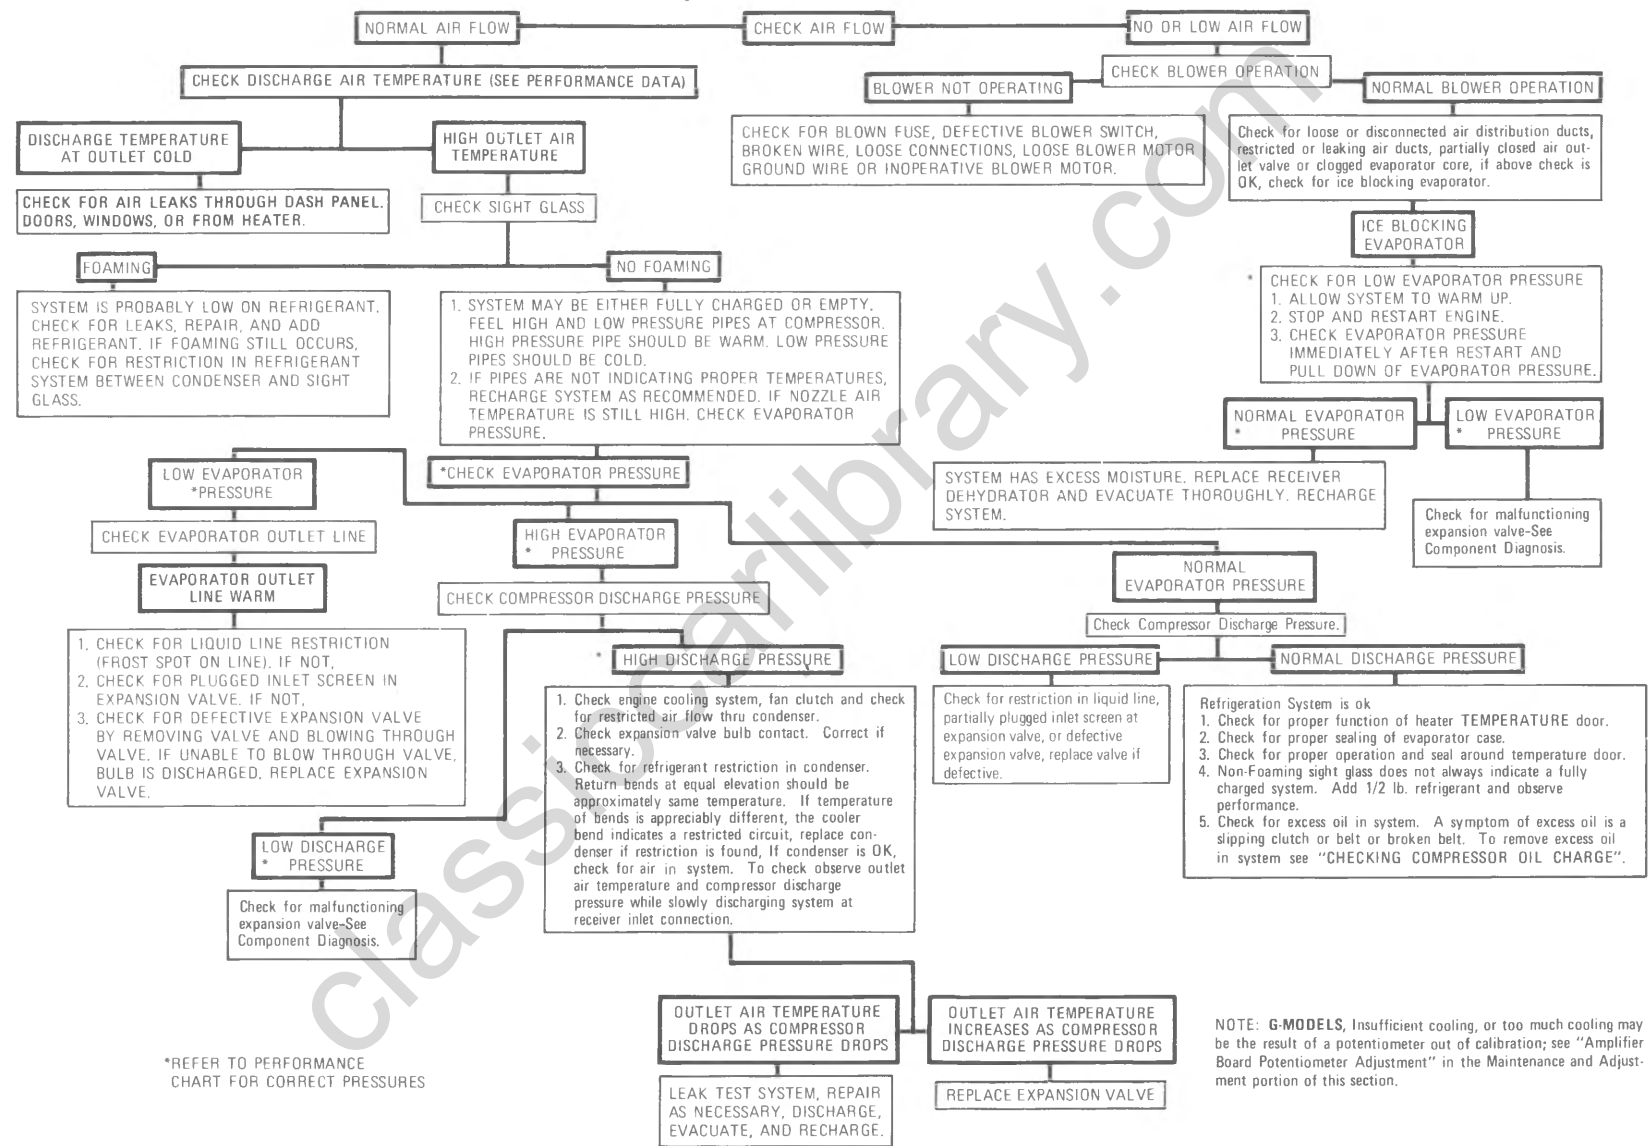 NORMAL AIR FLOW
CHECK AIR FLOW
NO OR LOW AIR FLOW
CHECK DISCHARGE AIR TEMPERATURE (SEE PERFORMANCE DATA)
CHECK BLOWER OPERATION
BLOWER NOT OPERATING
NORMAL BLOWER OPERATION
DISCHARGE TEMPERATURE
AT OUTLET COLD
HIGH OUTLET AIR
TEMPERATURE
CHECK FOR BLOWN FUSE, DEFECTIVE BLOWER SWITCH,
BROKEN WIRE, LOOSE CONNECTIONS, LOOSE BLOWER MOTOR
GROUND WIRE OR INOPERATIVE BLOWER MOTOR.
Check for loose or disconnected air distribution ducts,
restricted or leaking air ducts, partially closed air out-
let valve or clogged evaporator core, if above check is
OK, check for ice blocking evaporator.
CHECK FOR AIR LEAKS THROUGH DASH PANEL.
DOORS, WINDOWS, OR FROM HEATER.
CHECK SIGHT GLASS
ICE BLOCKING
EVAPORATOR
FOAMING
NO FOAMING
SYSTEM IS PROBABLY LOW ON REFRIGERANT.
CHECK FOR LEAKS, REPAIR, AND ADD
REFRIGERANT. IF FOAMING STILL OCCURS,
CHECK FOR RESTRICTION IN REFRIGERANT
SYSTEM BETWEEN CONDENSER AND SIGHT
GLASS.
1. SYSTEM MAY BE EITHER FULLY CHARGED OR EMPTY.
FEEL HIGH AND LOW PRESSURE PIPES AT COMPRESSOR.
HIGH PRESSURE PIPE SHOULD BE WARM. LOW PRESSURE
PIPES SHOULD BE COLD.
2. IF PIPES ARE NOT INDICATING PROPER TEMPERATURES,
RECHARGE SYSTEM AS RECOMMENDED. IF NOZZLE AIR
TEMPERATURE IS STILL HIGH. CHECK EVAPORATOR
PRESSURE.
* CHECK FOR LOW EVAPORATOR PRESSURE
1. ALLOW SYSTEM TO WARM UP.
2. STOP AND RESTART ENGINE.
3. CHECK EVAPORATOR PRESSURE
IMMEDIATELY AFTER RESTART AND
PULL DOWN OF EVAPORATOR PRESSURE.
NORMAL EVAPORATOR
* PRESSURE
LOW EVAPORATOR
* PRESSURE
LOW EVAPORATOR
*PRESSURE
*CHECK EVAPORATOR PRESSURE
SYSTEM HAS EXCESS MOISTURE. REPLACE RECEIVER
DEHYDRATOR AND EVACUATE THOROUGHLY. RECHARGE
SYSTEM.
Check for malfunctioning
expansion valve-See
Component Diagnosis.
CHECK EVAPORATOR OUTLET LINE
HIGH EVAPORATOR
* PRESSURE
NORMAL
EVAPORATOR PRESSURE
EVAPORATOR OUTLET
LINE WARM
CHECK COMPRESSOR DISCHARGE PRESSURE
Check Compressor Discharge Pressure.
1. CHECK FOR LIQUID LINE RESTRICTION
(FROST SPOT ON LINE). IF NOT,
2. CHECK FOR PLUGGED INLET SCREEN IN
EXPANSION VALVE. IF NOT,
3. CHECK FOR DEFECTIVE EXPANSION VALVE
BY REMOVING VALVE AND BLOWING THROUGH
VALVE. IF UNABLE TO BLOW THROUGH VALVE,
BULB IS DISCHARGED, REPLACE EXPANSION
VALVE.
* HIGH DISCHARGE PRESSURE
LOW DISCHARGE PRESSURE
NORMAL DISCHARGE PRESSURE
1. Check engine cooling system, fan clutch and check
for restricted air flow thru condenser.
2. Check expansion valve bulb contact. Correct if
necessary.
3. Check for refrigerant restriction in condenser.
Return bends at equal elevation should be
approximately same temperature. If temperature
of bends is appreciably different, the cooler
bend indicates a restricted circuit, replace con-
denser if restriction is found, If condenser is OK,
check for air in system. To check observe outlet
air temperature and compressor discharge
pressure while slowly discharging system at
receiver inlet connection.
Check for restriction in liquid line,
partially plugged inlet screen at
expansion valve, or defective
expansion valve, replace valve if
defective.
Refrigeration System is ok
1. Check for proper function of heater TEMPERATURE door.
2. Check for proper sealing of evaporator case.
3. Check for proper operation and seal around temperature door.
4. Non-Foaming sight glass does not always indicate a fully
charged system. Add 1/2 lb. refrigerant and observe
performance.
5. Check for excess oil in system. A symptom of excess oil is a
slipping clutch or belt or broken belt. To remove excess oil
in system see "CHECKING COMPRESSOR OIL CHARGE".
LOW DISCHARGE
* PRESSURE
Check for malfunctioning
expansion valve-See
Component Diagnosis.
OUTLET AIR TEMPERATURE
DROPS AS COMPRESSOR
DISCHARGE PRESSURE DROPS
OUTLET AIR TEMPERATURE
INCREASES AS COMPRESSOR
DISCHARGE PRESSURE DROPS
LEAK TEST SYSTEM, REPAIR
AS NECESSARY, DISCHARGE,
EVACUATE, AND RECHARGE.
REPLACE EXPANSION VALVE
*REFER TO PERFORMANCE
CHART FOR CORRECT PRESSURES
NOTE: G-MODELS, Insufficient cooling, or too much cooling may
be the result of a potentiometer out of calibration; see "Amplifier
Board Potentiometer Adjustment" in the Maintenance and Adjust-
ment portion of this section.
classiccarlibrary.com